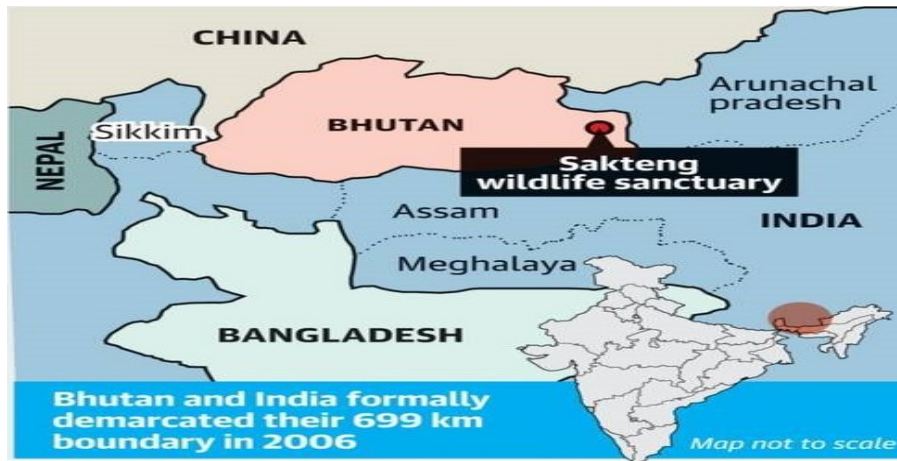 CHINA
Arunachal
pradesh
BHUTAN
Sikkim
NEPAL
Sakteng
wildlife sanctuary
Assam
INDIA
Meghalaya
BANGLADESH
Bhutan and India formally
demarcated their 699 km
boundary in 2006
Map not to scale